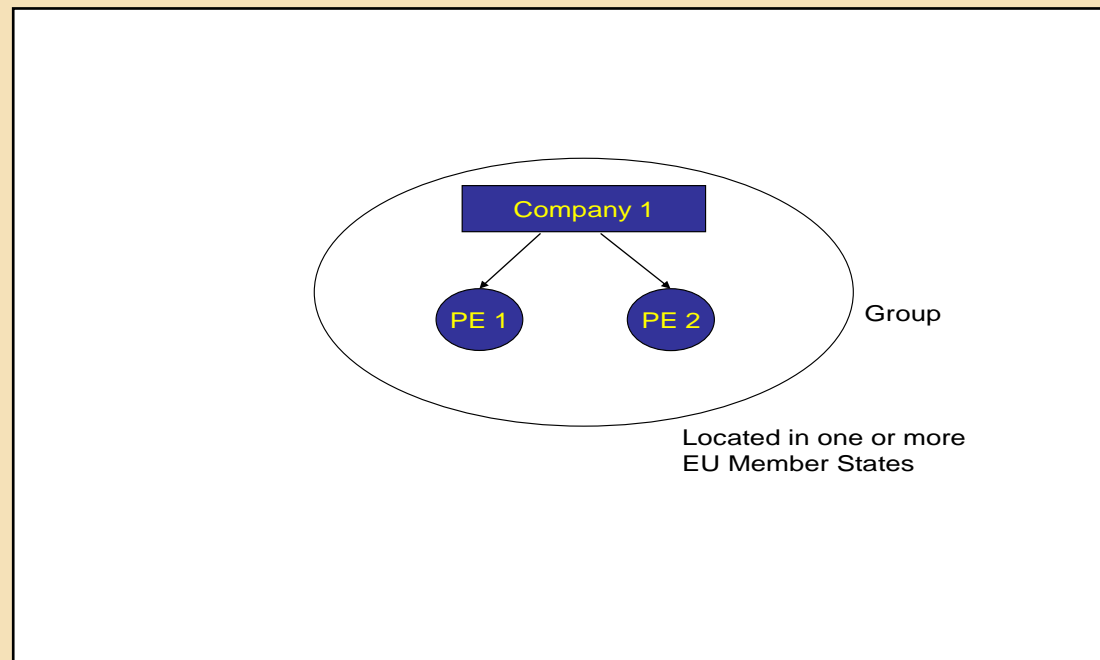 Company 1
PE 1
PE 2
Group
Located in one or more
EU Member States